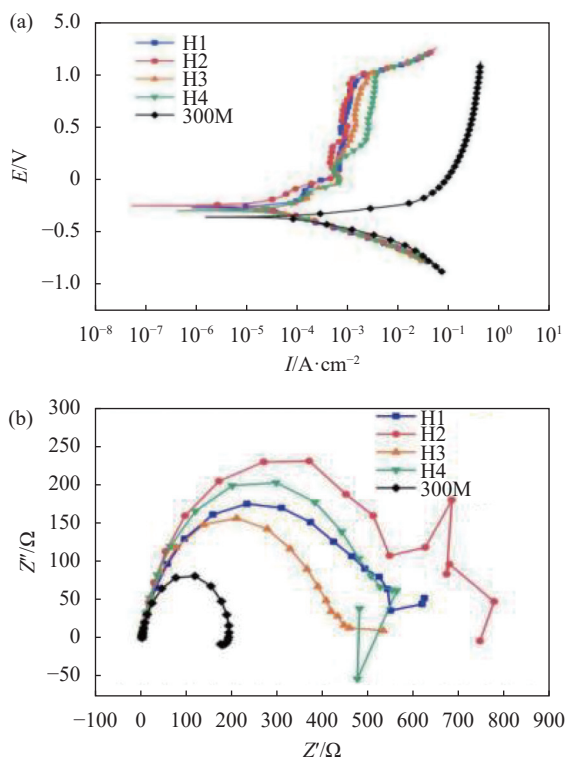 (a)
5.0
1.0
0.5
0
−0.5
−1.0
E/V
H1
H2
H3
H4
300M
10⁻⁸ 10⁻⁷ 10⁻⁶ 10⁻⁵ 10⁻⁴ 10⁻³ 10⁻² 10⁻¹ 10⁰ 10¹
I/A·cm⁻²
(b)
300
250
200
150
100
50
0
−50
Z″/Ω
H1
H2
H3
H4
300M
−100 0 100 200 300 400 500 600 700 800 900
Z′/Ω